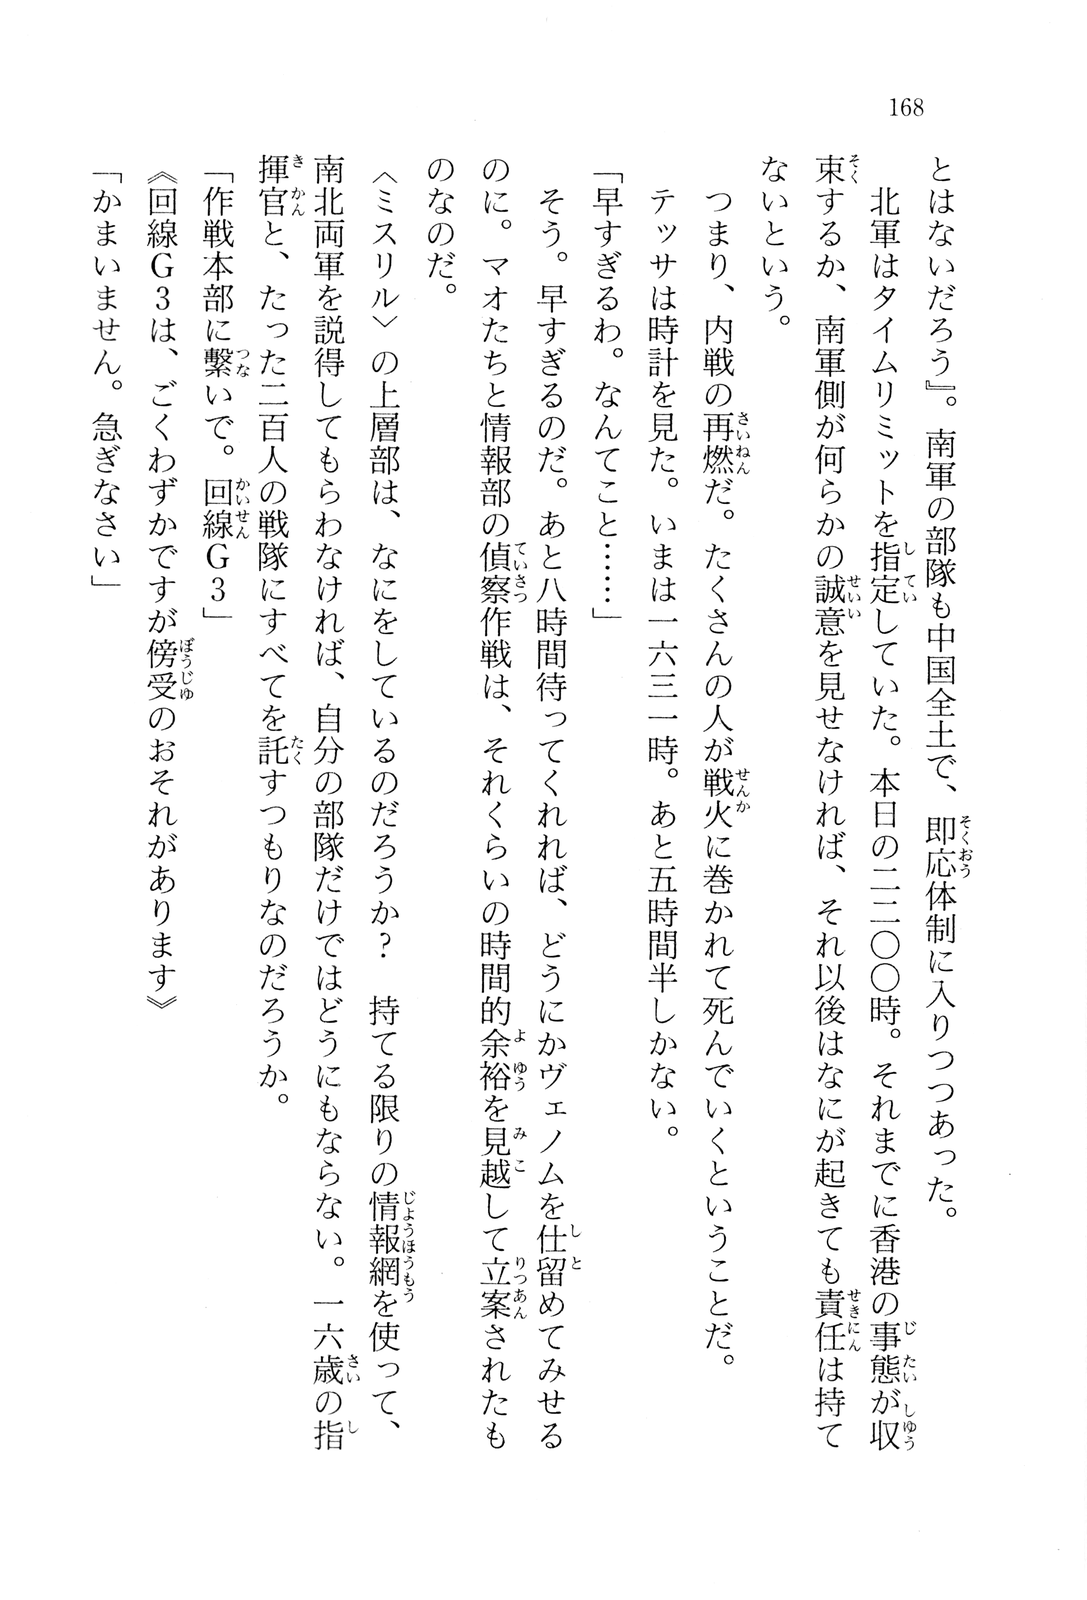 168
とはないだろう』。南軍の部隊も中国全土で、即応体制に入りつつあった。
北軍はタイムリミットを指定していた。本日の二二〇〇時。それまでに香港の事態が収
束するか、南軍側が何らかの誠意を見せなければ、それ以後はなにが起きても責任は持て
ないという。
つまり、内戦の再燃だ。たくさんの人が戦火に巻かれて死んでいくということだ。
テッサは時計を見た。いまは一六三一時。あと五時間半しかない。
「早すぎるわ。なんてこと……」
そう。早すぎるのだ。あと八時間待ってくれれば、どうにかヴェノムを仕留めてみせる
のに。マオたちと情報部の偵察作戦は、それくらいの時間的余裕を見越して立案されたも
のなのだ。
〈ミスリル〉の上層部は、なにをしているのだろうか？　持てる限りの情報網を使って、
南北両軍を説得してもらわなければ、自分の部隊だけではどうにもならない。一六歳の指
揮官と、たった二百人の戦隊にすべてを託すつもりなのだろうか。
「作戦本部に繋いで。回線Ｇ３」
《回線Ｇ３は、ごくわずかですが傍受のおそれがあります》
「かまいません。急ぎなさい」